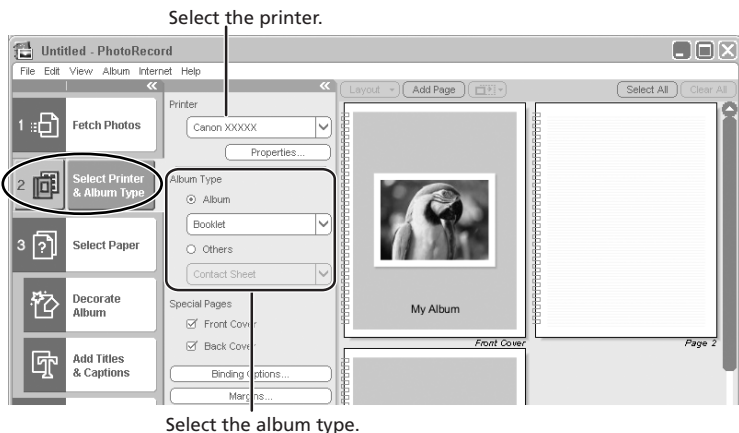 Select the printer.
Untitled - PhotoRecord
File Edit View Album Internet Help
Layout Add Page Select All Clear All
1 Fetch Photos
2 Select Printer
& Album Type
3 Select Paper
Decorate
Album
Add Titles
& Captions
Printer
Canon XXXXX
Properties...
Album Type
Album
Booklet
Others
Contact Sheet
Special Pages
Front Cover
Back Cover
Binding Options...
Margins...
My Album
Front Cover
Page 2
Select the album type.